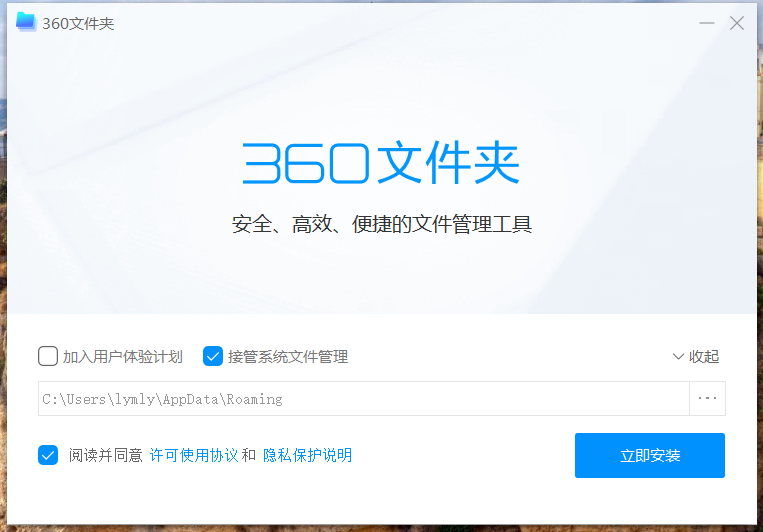 360文件夹
360文件夹
安全、高效、便捷的文件管理工具
加入用户体验计划 接管系统文件管理 收起
C:\Users\lymly\AppData\Roaming ...
阅读并同意 许可使用协议 和 隐私保护说明 立即安装